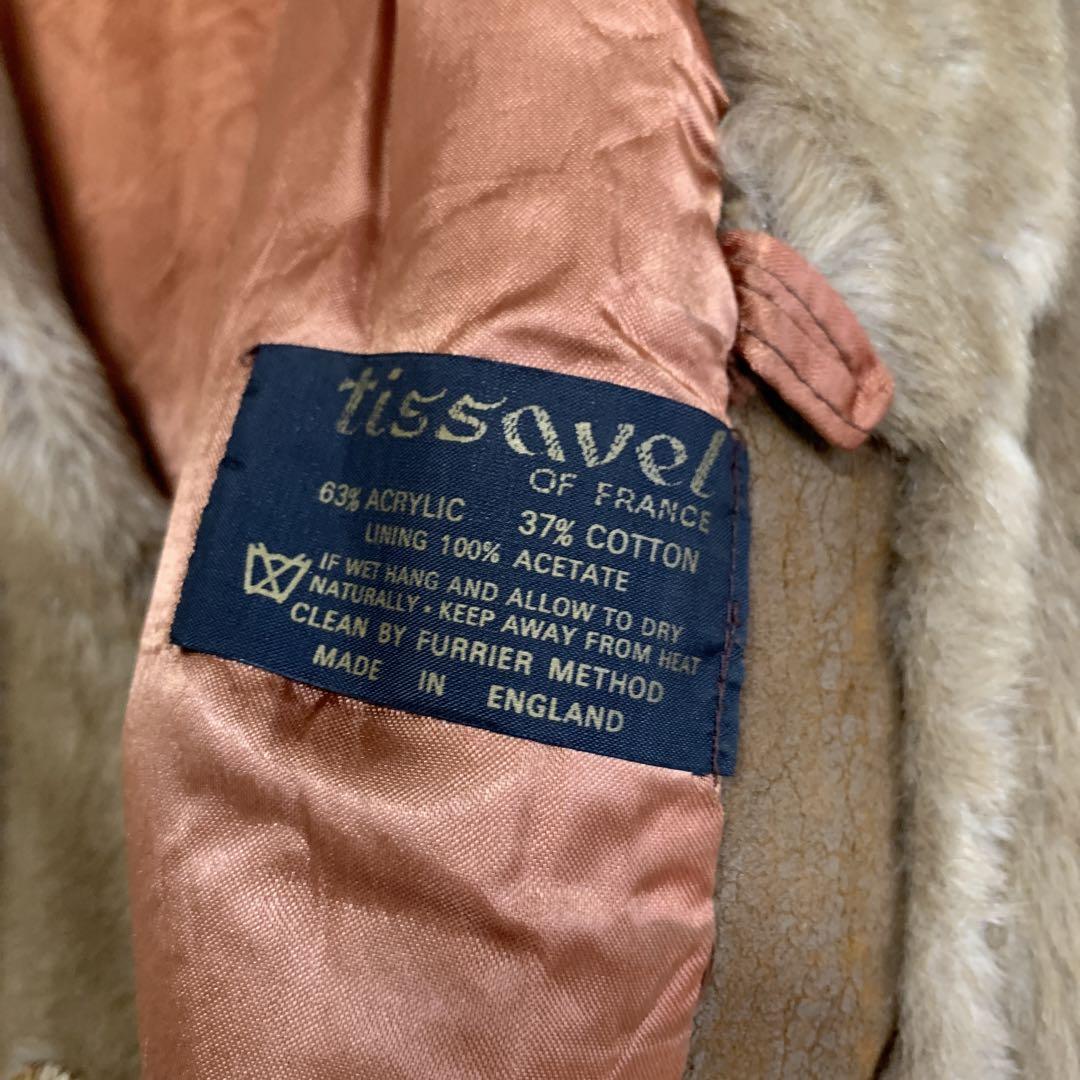 tissavel
OF FRANCE
63% ACRYLIC 37% COTTON
LINING 100% ACETATE
IF WET HANG AND ALLOW TO DRY
NATURALLY • KEEP AWAY FROM HEAT
CLEAN BY FURRIER METHOD
MADE IN ENGLAND